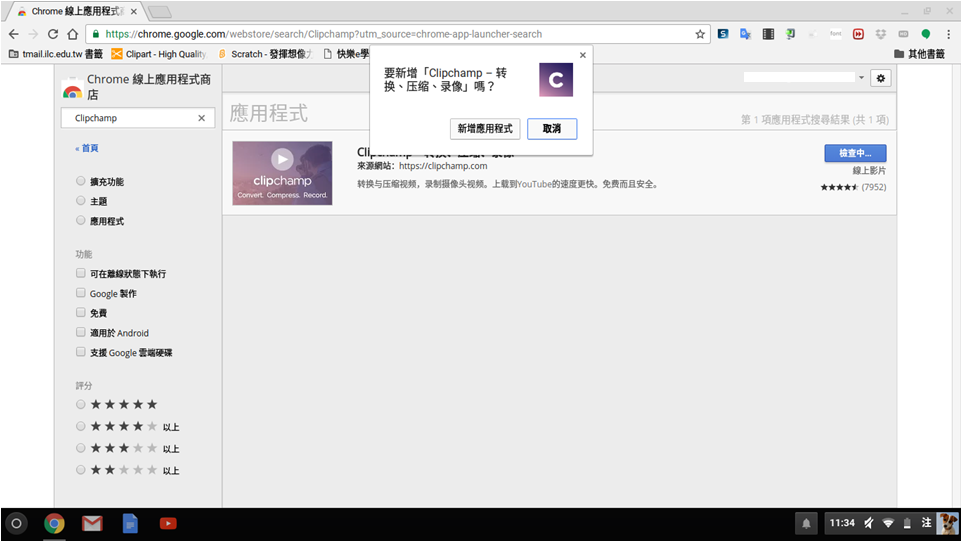 Chrome 線上應用程式
https://chrome.google.com/webstore/search/Clipchamp?utm_source=chrome-app-launcher-search
tmail.ilc.edu.tw 書籤
Clipart - High Quality
Scratch - 發揮想像力
快樂e學
其他書籤
Chrome 線上應用程式商店
Clipchamp
« 首頁
擴充功能
主題
應用程式
功能
可在離線狀態下執行
Google 製作
免費
適用於 Android
支援 Google 雲端硬碟
評分
以上
以上
以上
要新增「Clipchamp – 转
换、压缩、录像」嗎？
C
新增應用程式
取消
應用程式
第 1 項應用程式搜尋結果 (共 1 項)
clipchamp
Convert. Compress. Record.
Clipchamp – 转换、压缩、录像
來源網站：https://clipchamp.com
转换与压缩视频，录制摄像头视频。上载到YouTube的速度更快。免费而且安全。
檢查中...
線上影片
(7952)
11:34
注